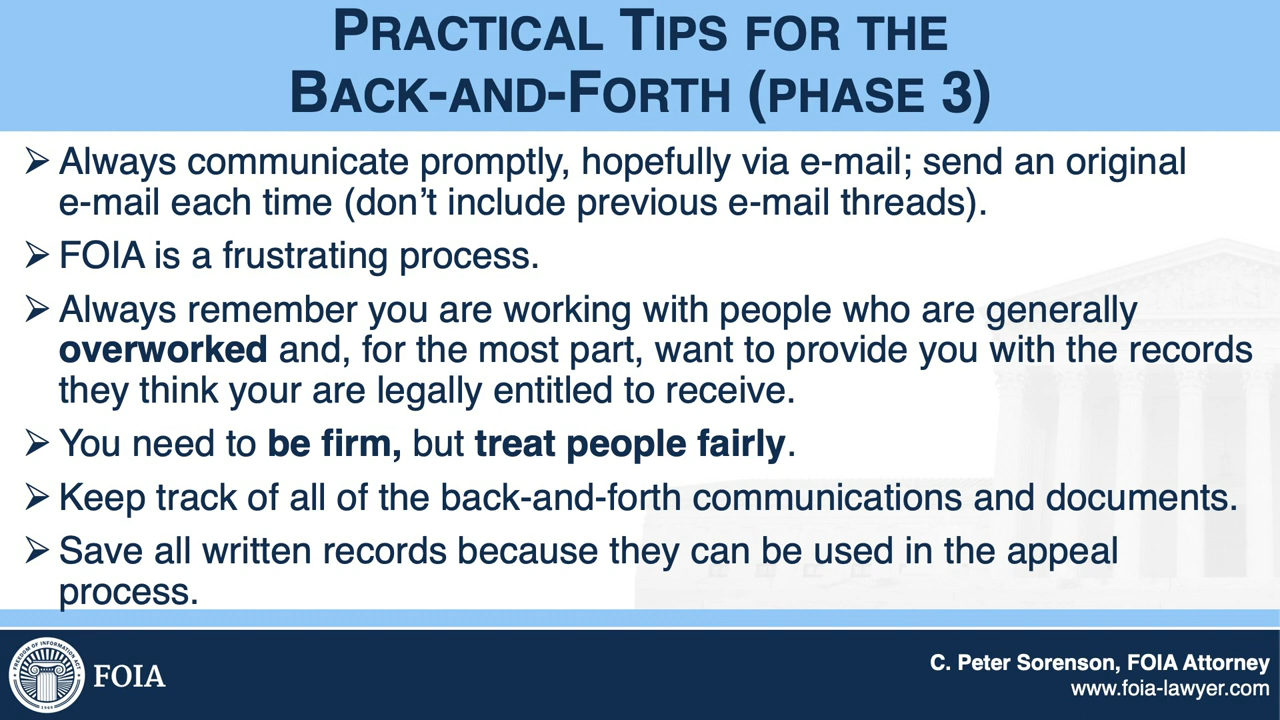 PRACTICAL TIPS FOR THE
BACK-AND-FORTH (PHASE 3)
➢ Always communicate promptly, hopefully via e-mail; send an original
e-mail each time (don’t include previous e-mail threads).
➢ FOIA is a frustrating process.
➢ Always remember you are working with people who are generally
overworked and, for the most part, want to provide you with the records
they think your are legally entitled to receive.
➢ You need to be firm, but treat people fairly.
➢ Keep track of all of the back-and-forth communications and documents.
➢ Save all written records because they can be used in the appeal
process.
FREEDOM OF INFORMATION ACT
1966
FOIA
C. Peter Sorenson, FOIA Attorney
www.foia-lawyer.com